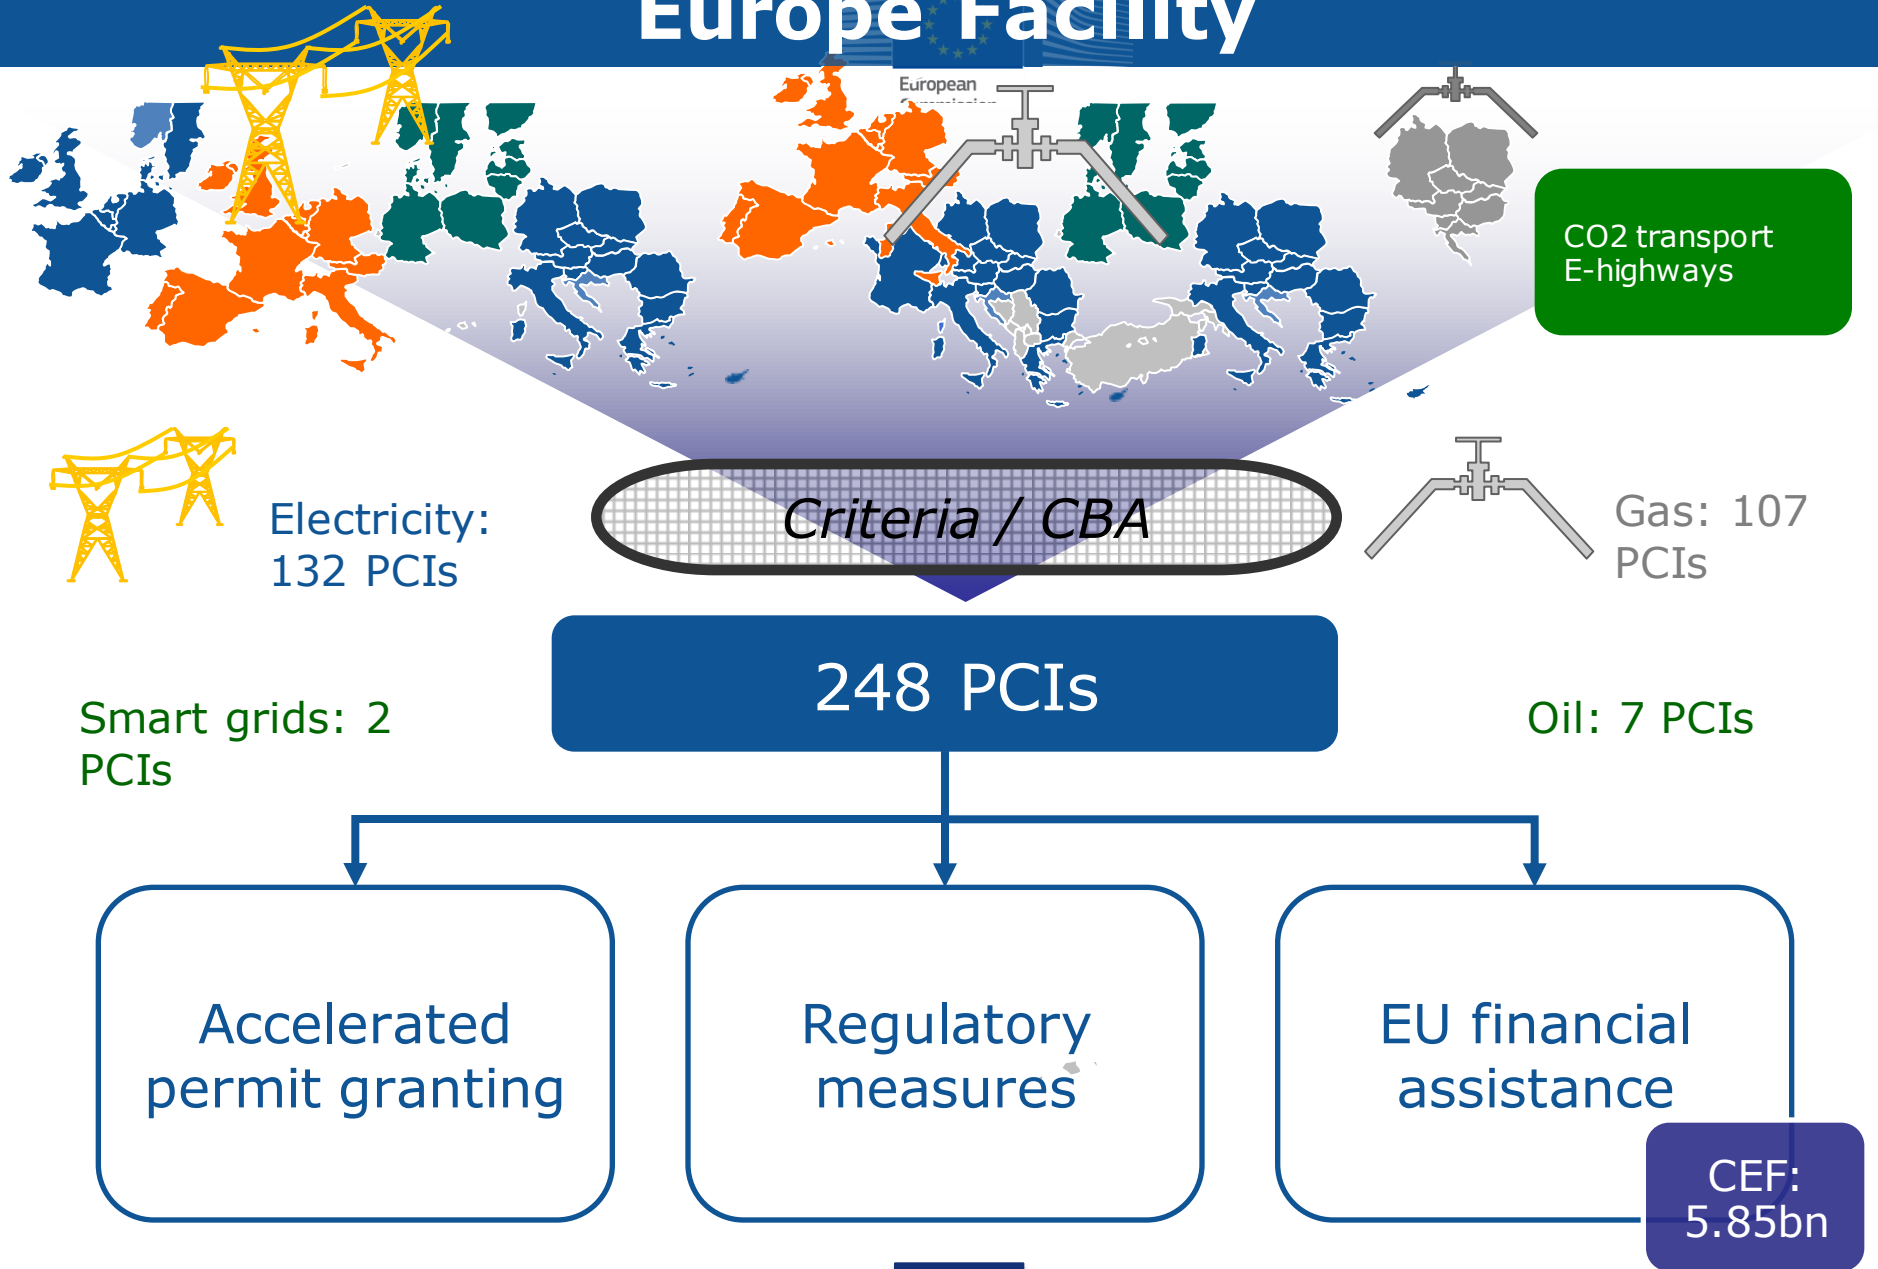 Europe Facility
European
CO2 transport
E-highways
Electricity:
132 PCIs
Criteria / CBA
Gas: 107
PCIs
248 PCIs
Smart grids: 2
PCIs
Oil: 7 PCIs
Accelerated
permit granting
Regulatory
measures
EU financial
assistance
CEF:
5.85bn